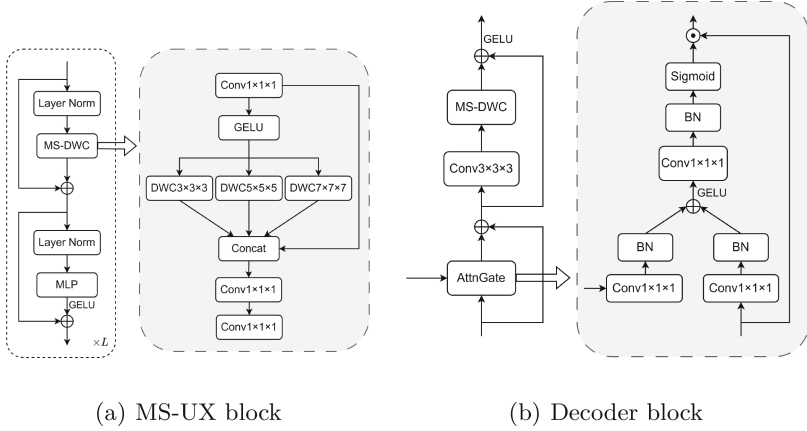 Layer Norm
MS-DWC
Layer Norm
MLP
GELU
×L
Conv1×1×1
GELU
DWC3×3×3 DWC5×5×5 DWC7×7×7
Concat
Conv1×1×1
Conv1×1×1
(a) MS-UX block
GELU
MS-DWC
Conv3×3×3
AttnGate
Sigmoid
BN
Conv1×1×1
GELU
BN BN
Conv1×1×1 Conv1×1×1
(b) Decoder block